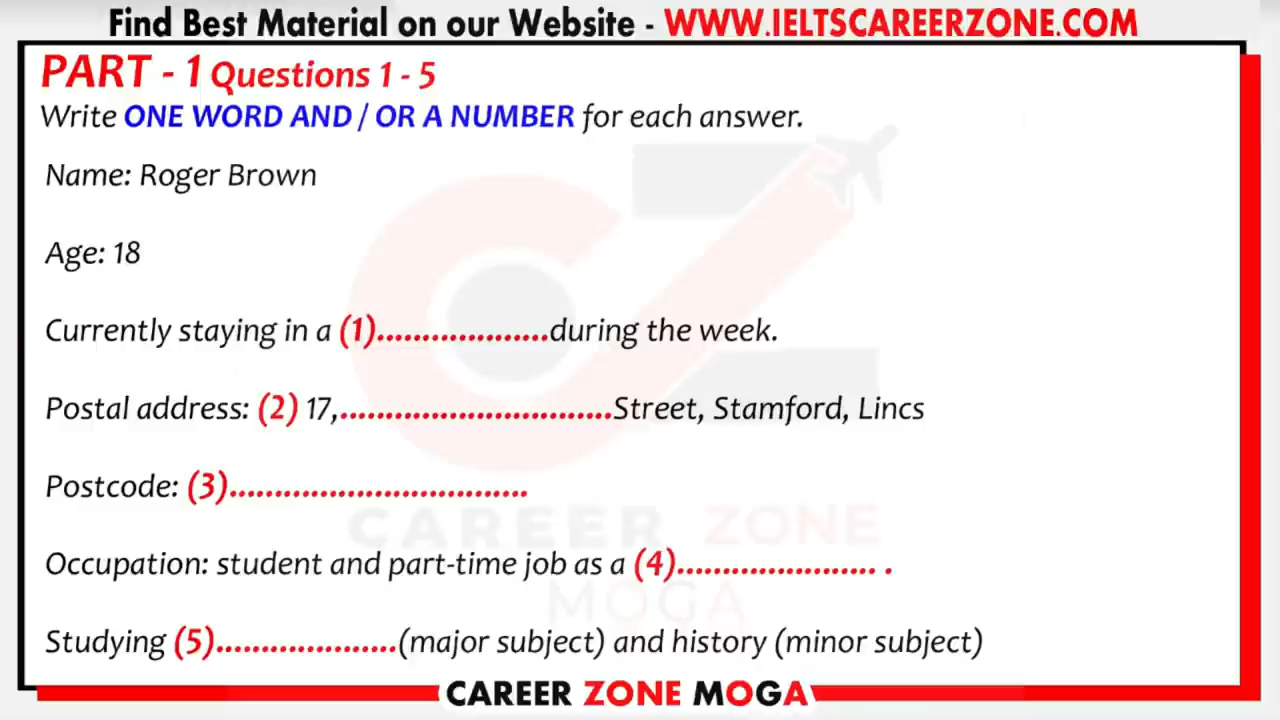 Find Best Material on our Website - WWW.IELTSCAREERZONE.COM
PART - 1 Questions 1 - 5
Write ONE WORD AND / OR A NUMBER for each answer.
Name: Roger Brown
Age: 18
Currently staying in a (1)...................during the week.
Postal address: (2) 17,..............................Street, Stamford, Lincs
Postcode: (3).................................
CAREER ZONE
Occupation: student and part-time job as a (4)...................... .
MOGA
Studying (5)....................(major subject) and history (minor subject)
CAREER ZONE MOGA